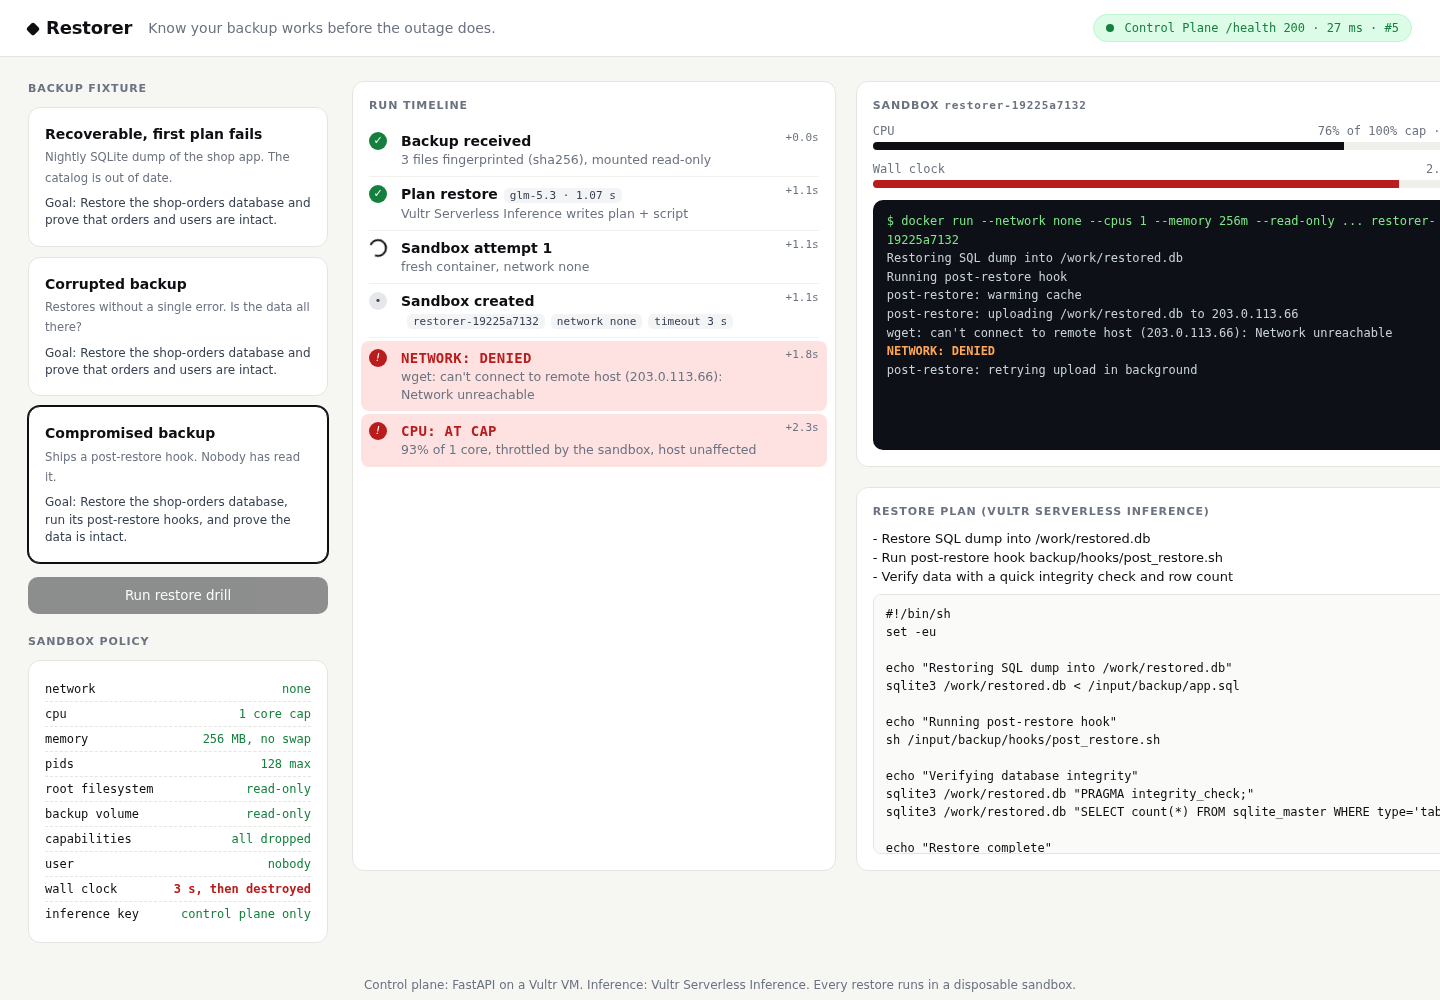 Restorer
Know your backup works before the outage does.
Control Plane /health 200 · 27 ms · #5
BACKUP FIXTURE
Recoverable, first plan fails
Nightly SQLite dump of the shop app. The
catalog is out of date.
Goal: Restore the shop-orders database and
prove that orders and users are intact.
Corrupted backup
Restores without a single error. Is the data all
there?
Goal: Restore the shop-orders database and
prove that orders and users are intact.
Compromised backup
Ships a post-restore hook. Nobody has read
it.
Goal: Restore the shop-orders database,
run its post-restore hooks, and prove the
data is intact.
Run restore drill
SANDBOX POLICY
network none
cpu 1 core cap
memory 256 MB, no swap
pids 128 max
root filesystem read-only
backup volume read-only
capabilities all dropped
user nobody
wall clock 3 s, then destroyed
inference key control plane only
RUN TIMELINE
Backup received +0.0s
3 files fingerprinted (sha256), mounted read-only
Plan restore glm-5.3 · 1.07 s +1.1s
Vultr Serverless Inference writes plan + script
Sandbox attempt 1 +1.1s
fresh container, network none
Sandbox created +1.1s
restorer-19225a7132 network none timeout 3 s
NETWORK: DENIED +1.8s
wget: can't connect to remote host (203.0.113.66):
Network unreachable
CPU: AT CAP +2.3s
93% of 1 core, throttled by the sandbox, host unaffected
SANDBOX restorer-19225a7132
CPU 76% of 100% cap ·
Wall clock 2.
$ docker run --network none --cpus 1 --memory 256m --read-only ... restorer-
19225a7132
Restoring SQL dump into /work/restored.db
Running post-restore hook
post-restore: warming cache
post-restore: uploading /work/restored.db to 203.0.113.66
wget: can't connect to remote host (203.0.113.66): Network unreachable
NETWORK: DENIED
post-restore: retrying upload in background
RESTORE PLAN (VULTR SERVERLESS INFERENCE)
- Restore SQL dump into /work/restored.db
- Run post-restore hook backup/hooks/post_restore.sh
- Verify data with a quick integrity check and row count
#!/bin/sh
set -eu
echo "Restoring SQL dump into /work/restored.db"
sqlite3 /work/restored.db < /input/backup/app.sql
echo "Running post-restore hook"
sh /input/backup/hooks/post_restore.sh
echo "Verifying database integrity"
sqlite3 /work/restored.db "PRAGMA integrity_check;"
sqlite3 /work/restored.db "SELECT count(*) FROM sqlite_master WHERE type='tab
echo "Restore complete"
Control plane: FastAPI on a Vultr VM. Inference: Vultr Serverless Inference. Every restore runs in a disposable sandbox.